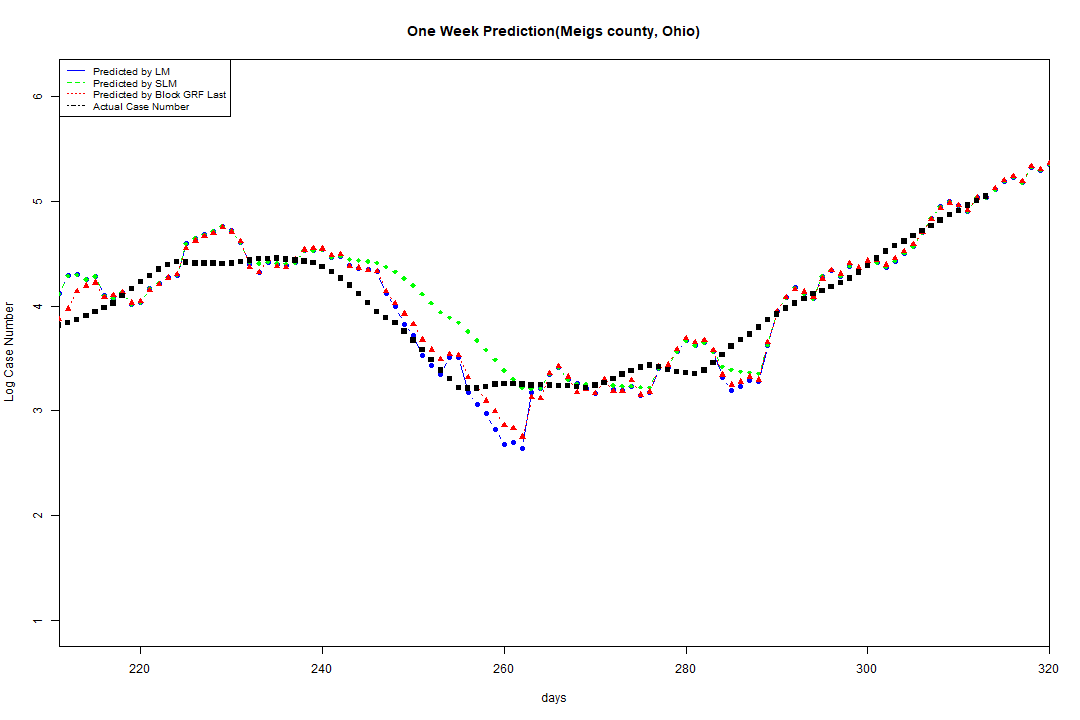 One Week Prediction(Meigs county, Ohio)
Predicted by LM
Predicted by SLM
Predicted by Block GRF Last
Actual Case Number
6
5
4
3
2
1
Log Case Number
220 240 260 280 300 320
days